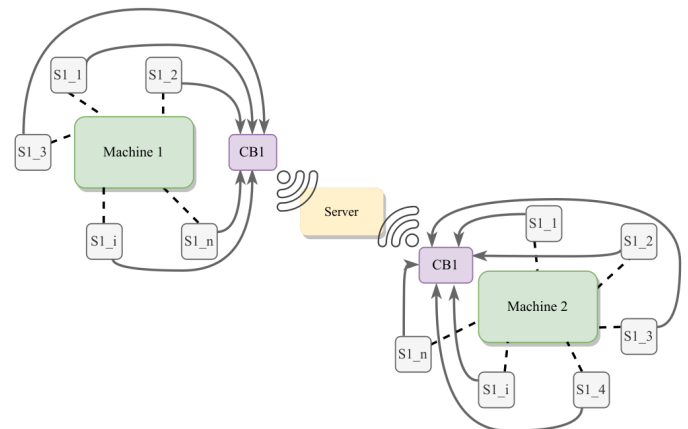 S1_1
S1_2
S1_3
Machine 1
CB1
S1_i
S1_n
Server
S1_1
S1_2
CB1
Machine 2
S1_3
S1_n
S1_i
S1_4